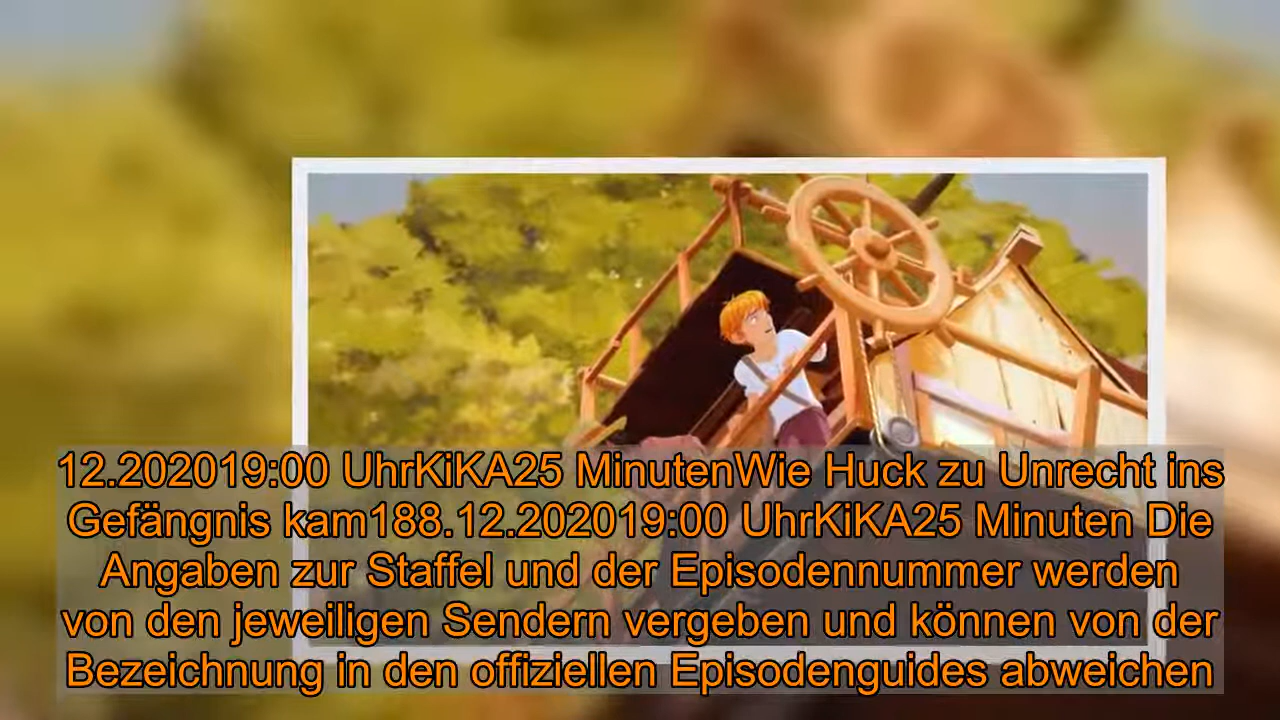 12.202019:00 UhrKiKA25 MinutenWie Huck zu Unrecht ins
Gefängnis kam188.12.202019:00 UhrKiKA25 Minuten Die
Angaben zur Staffel und der Episodennummer werden
von den jeweiligen Sendern vergeben und können von der
Bezeichnung in den offiziellen Episodenguides abweichen